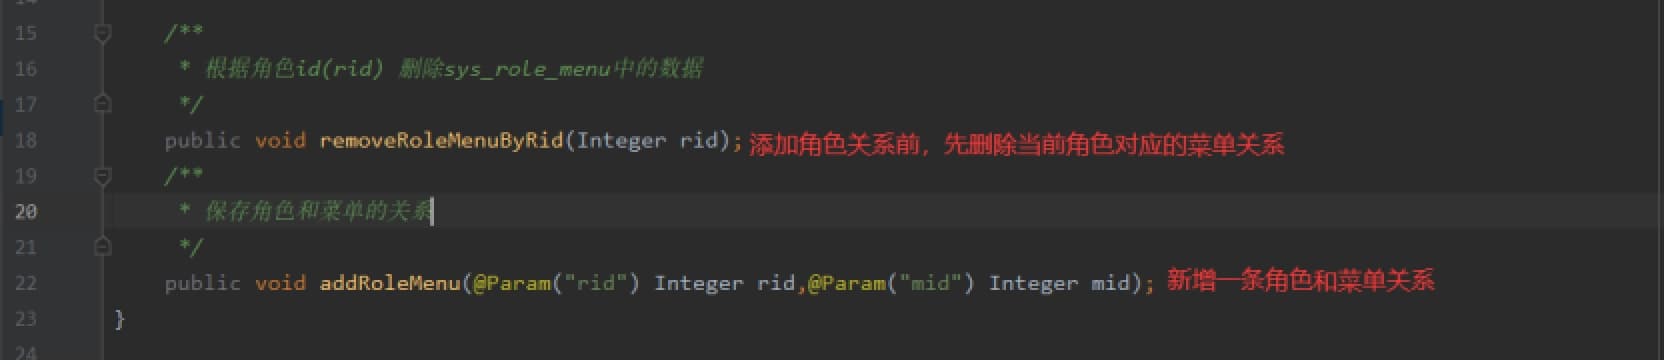 14
15 /**
16 * 根据角色id(rid) 删除sys_role_menu中的数据
17 */
18 public void removeRoleMenuByRid(Integer rid); 添加角色关系前，先删除当前角色对应的菜单关系
19 /**
20 * 保存角色和菜单的关系
21 */
22 public void addRoleMenu(@Param("rid") Integer rid,@Param("mid") Integer mid); 新增一条角色和菜单关系
23 }
24